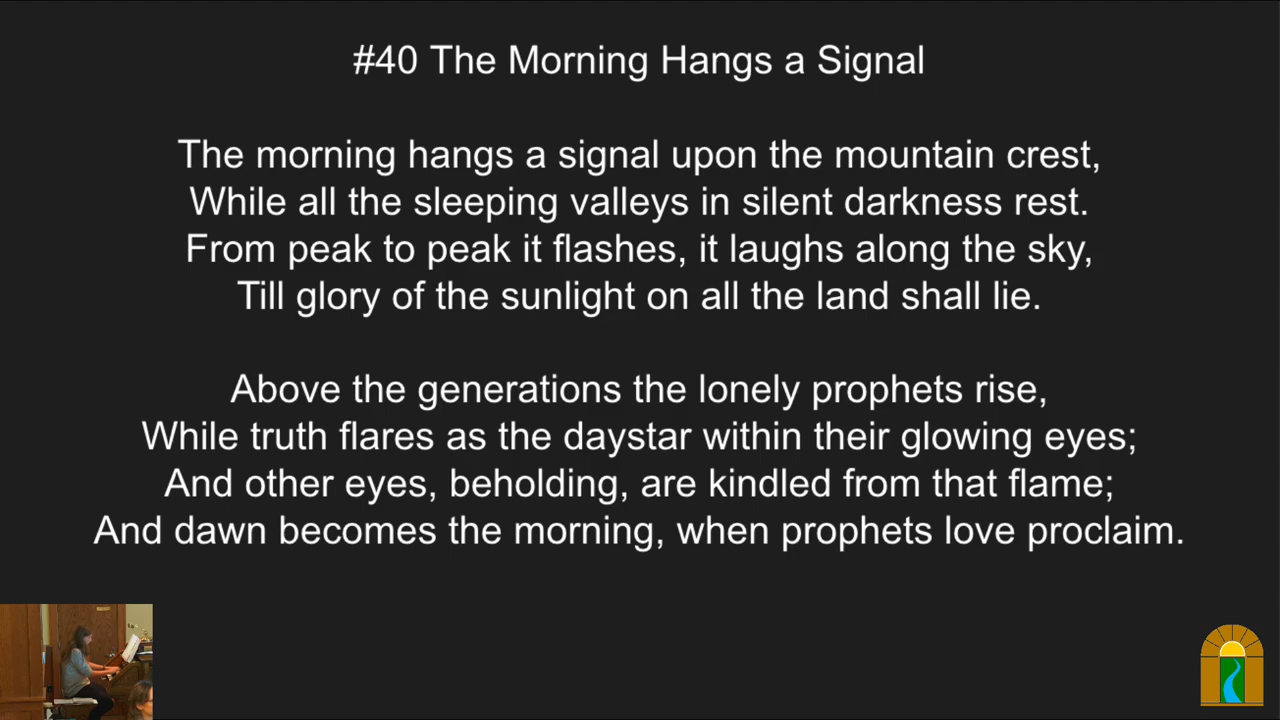 #40 The Morning Hangs a Signal
The morning hangs a signal upon the mountain crest,
While all the sleeping valleys in silent darkness rest.
From peak to peak it flashes, it laughs along the sky,
Till glory of the sunlight on all the land shall lie.
Above the generations the lonely prophets rise,
While truth flares as the daystar within their glowing eyes;
And other eyes, beholding, are kindled from that flame;
And dawn becomes the morning, when prophets love proclaim.